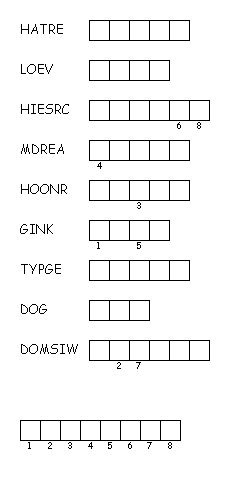 HATRE
LOEV
HIESRC
6 8
MDREA
4
HOONR
3
GINK
1 5
TYPGE
DOG
DOMSIW
2 7
1 2 3 4 5 6 7 8